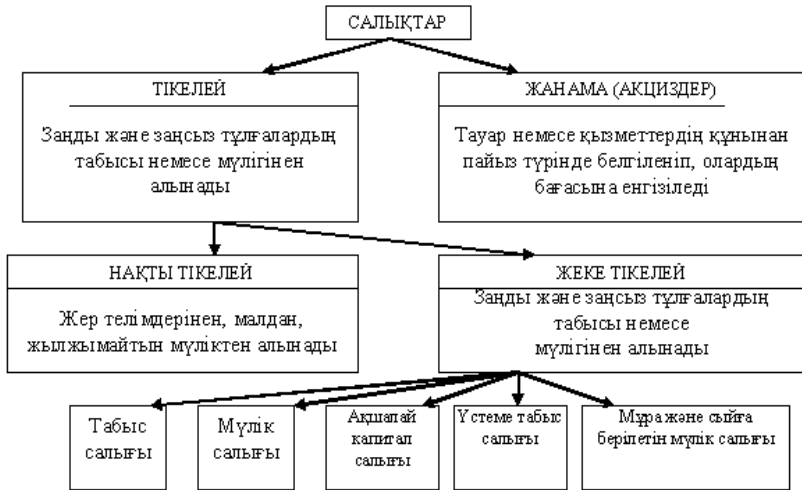 САЛЫҚТАР
ТІКЕЛЕЙ
Заңды және заңсыз тұлғалардың
табысы немесе мүлігінен
алынады
ЖАНАМА (АКЦИЗДЕР)
Тауар немесе қызметтердің құнынан
пайыз түрінде белгіленіп, олардың
бағасына енгізіледі
НАҚТЫ ТІКЕЛЕЙ
Жер телімдерінен, малдан,
жылжымайтын мүліктен алынады
ЖЕКЕ ТІКЕЛЕЙ
Заңды және заңсыз тұлғалардың
табысы немесе
мүлігінен алынады
Табыс
салығы
Мүлік
салығы
Ақшалай
капитал
салығы
Үстеме табыс
салығы
Мұра және сыйға
берілетін мүлік салығы